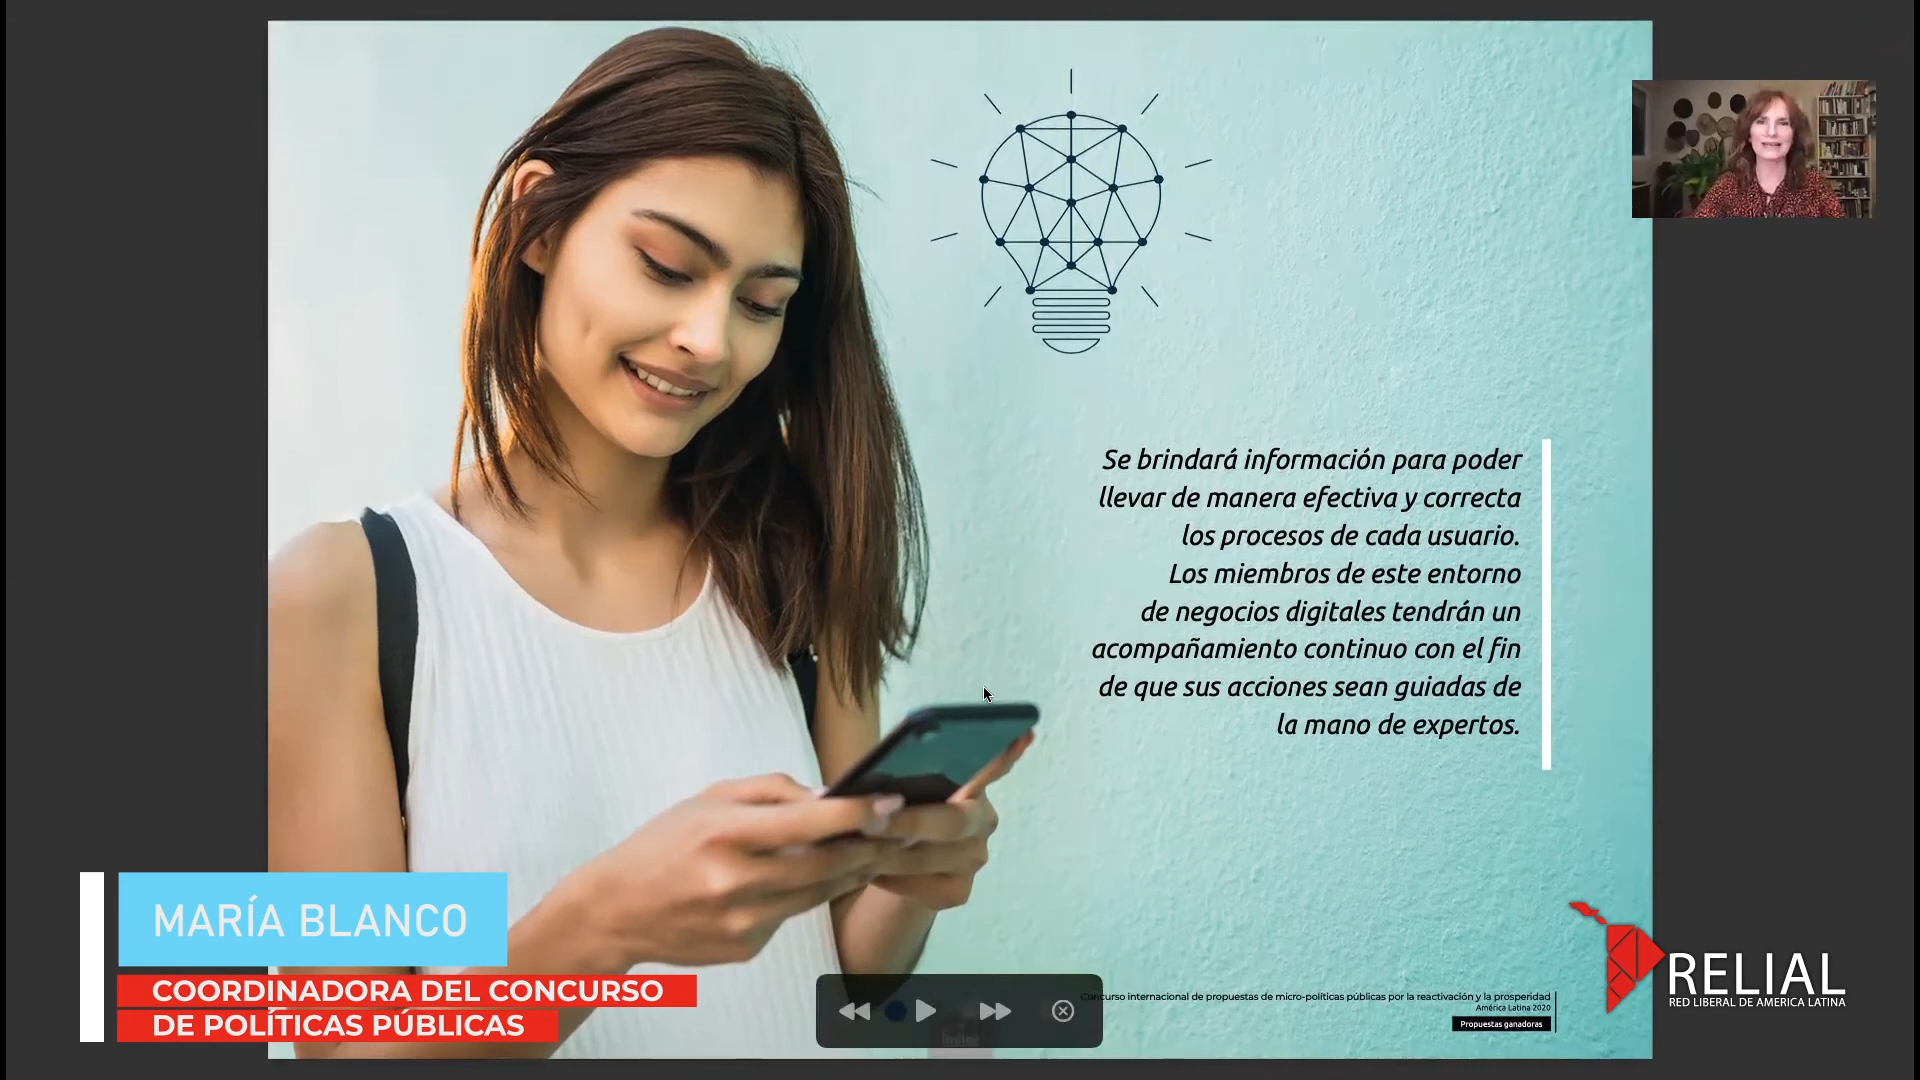 Se brindará información para poder
llevar de manera efectiva y correcta
los procesos de cada usuario.
Los miembros de este entorno
de negocios digitales tendrán un
acompañamiento continuo con el fin
de que sus acciones sean guiadas de
la mano de expertos.
MARÍA BLANCO
COORDINADORA DEL CONCURSO
DE POLÍTICAS PÚBLICAS
Concurso internacional de propuestas de micro-políticas públicas por la reactivación y la prosperidad
América Latina 2020
Propuestas ganadoras
RELIAL
RED LIBERAL DE AMERICA LATINA